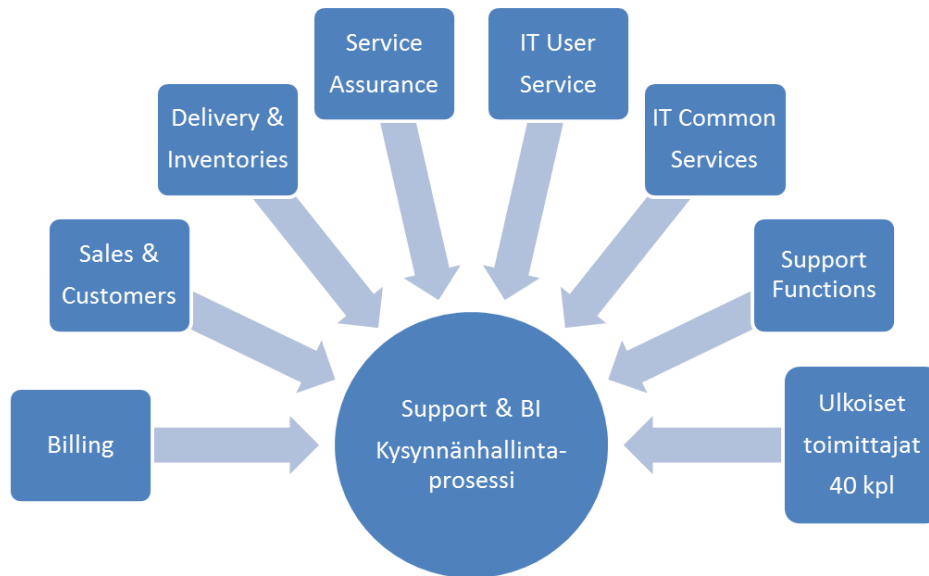 Service
Assurance
IT User
Service
Delivery &
Inventories
IT Common
Services
Sales &
Customers
Support
Functions
Billing
Support & BI
Kysynnänhallinta-
prosessi
Ulkoiset
toimittajat
40 kpl